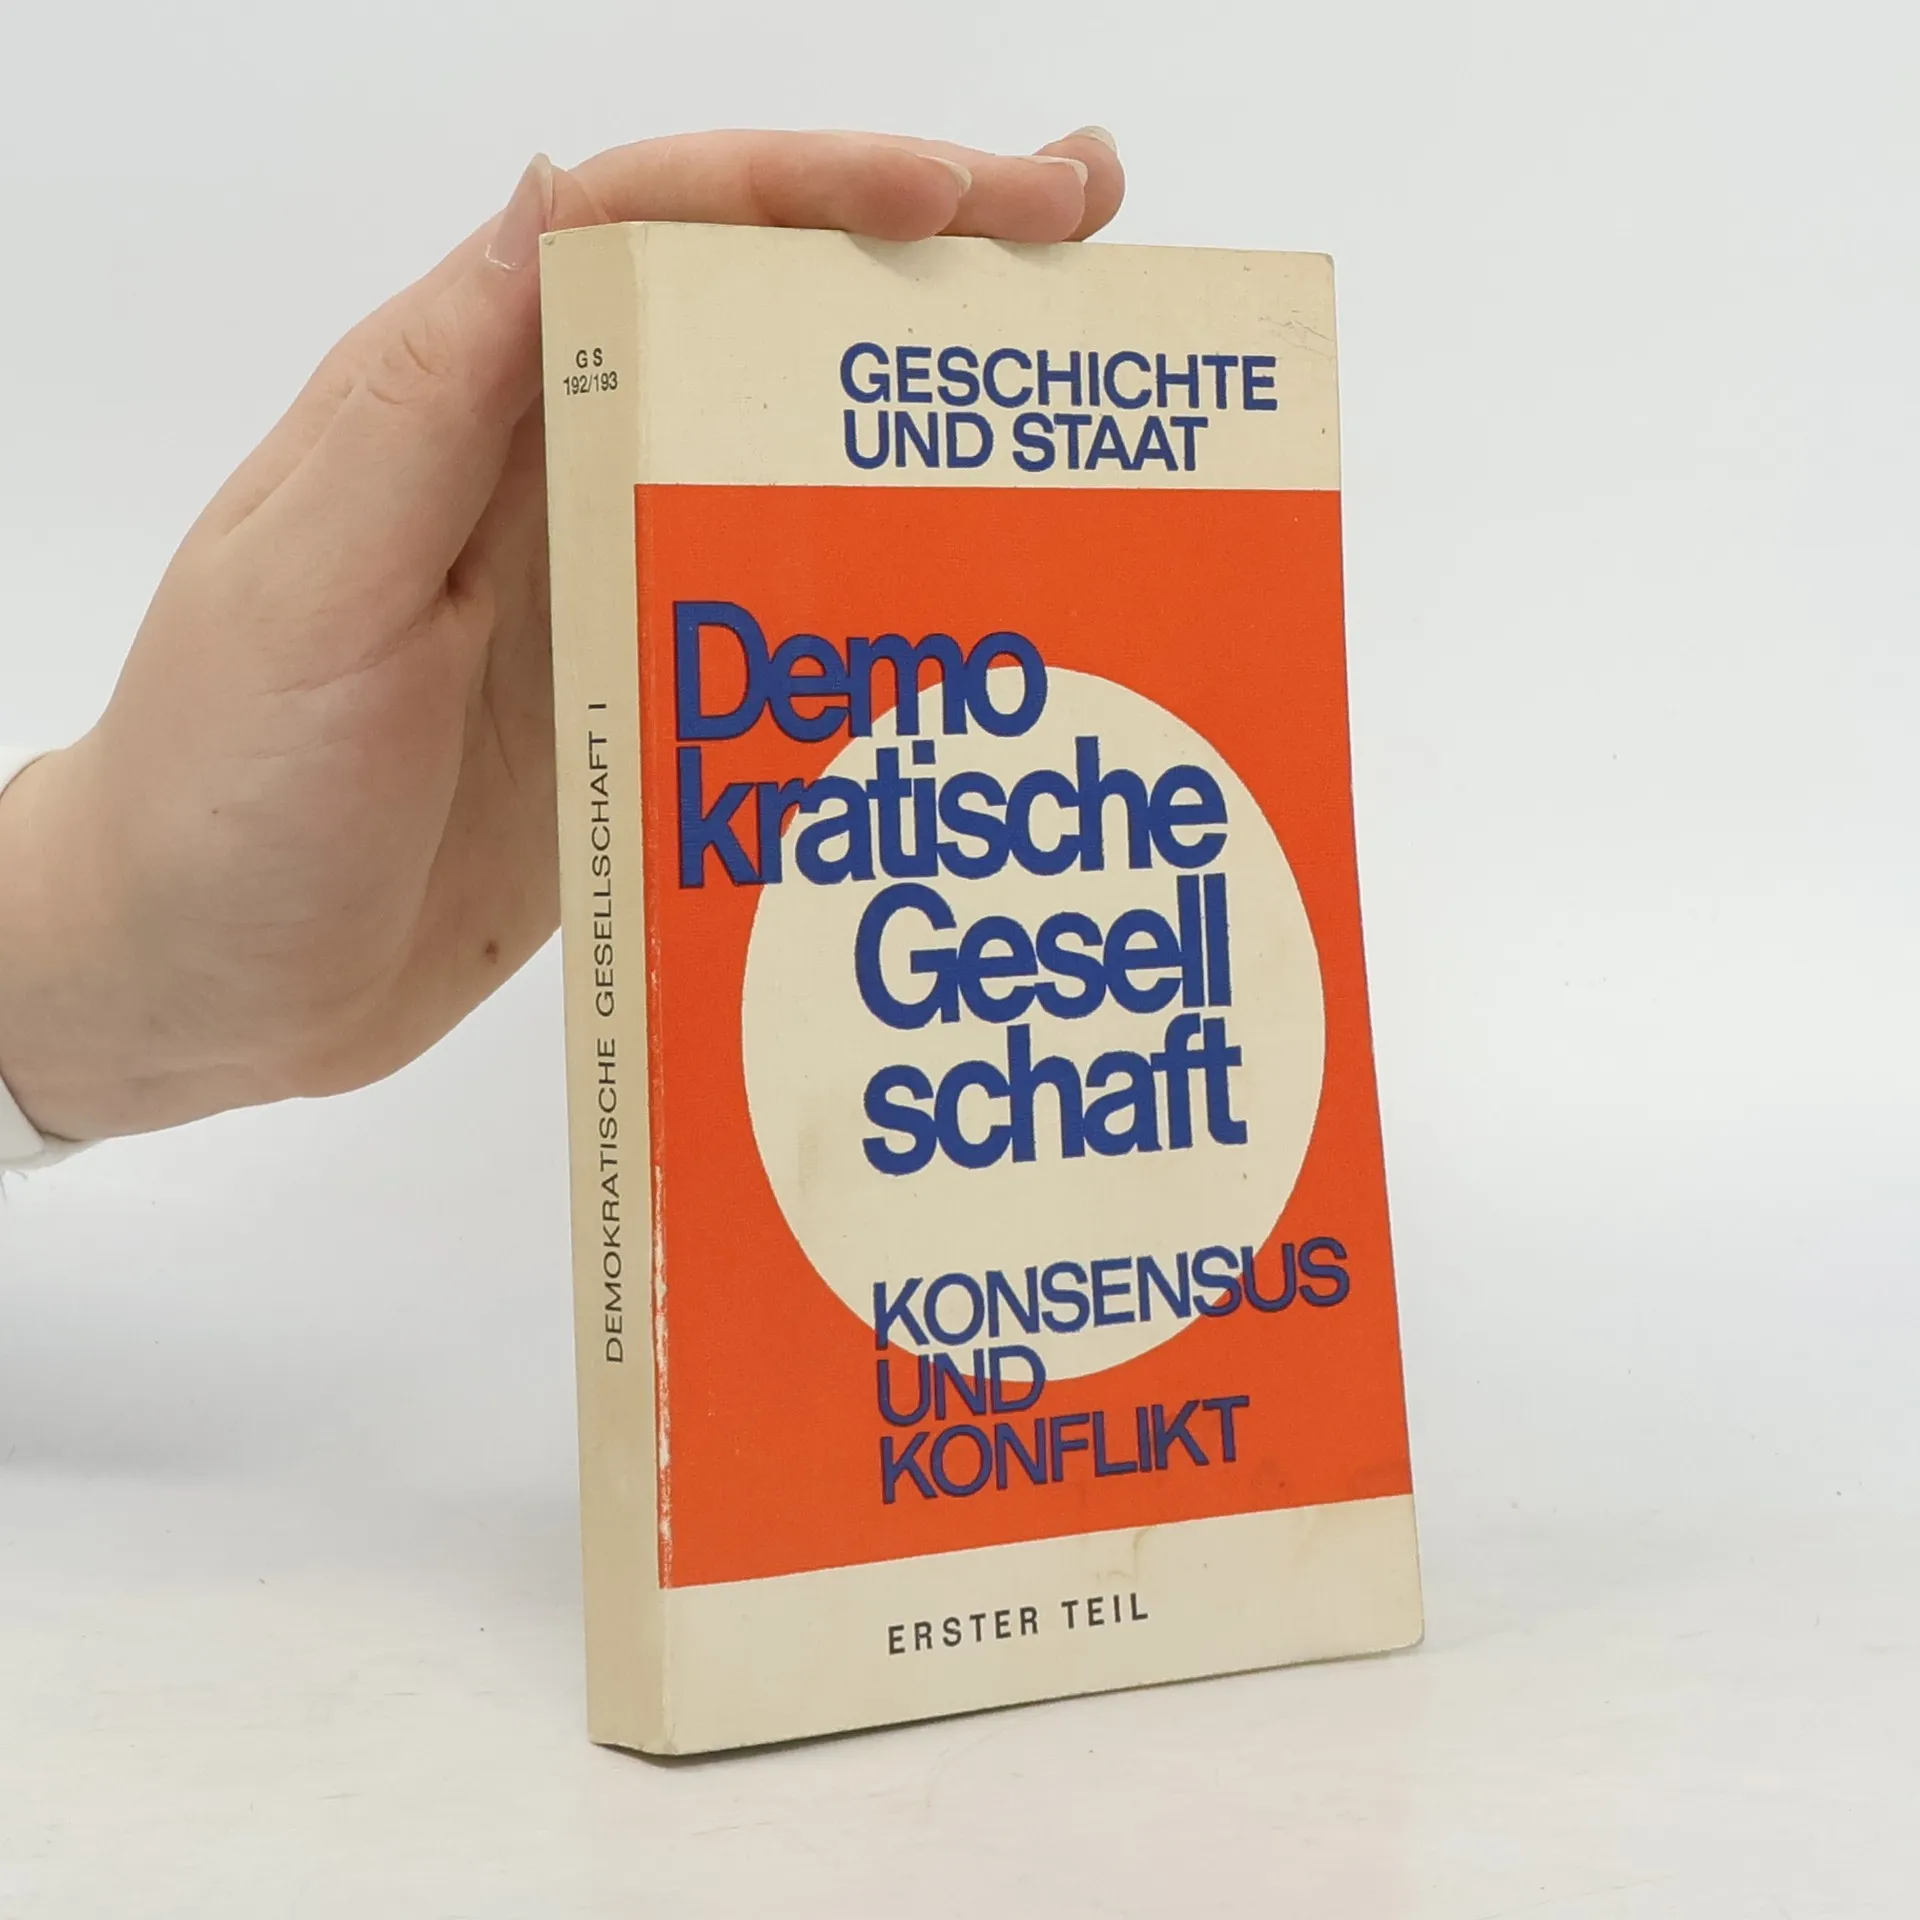 G S
192/193
DEMOKRATISCHE GESELLSCHAFT I
GESCHICHTE
UND STAAT
Demo
kratische
Gesell
schaft
KONSENSUS
UND
KONFLIKT
ERSTER TEIL